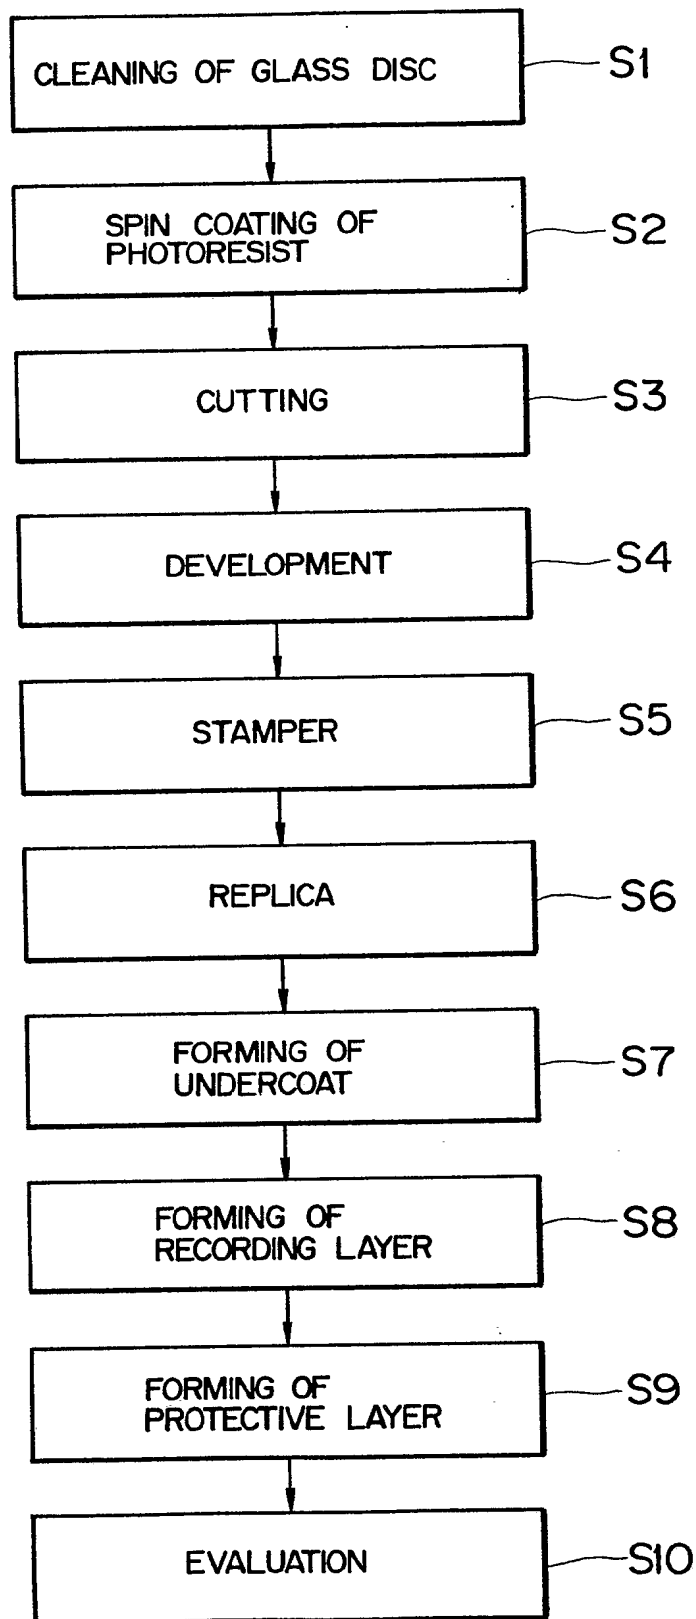 CLEANING OF GLASS DISC
S1
SPIN COATING OF
PHOTORESIST
S2
CUTTING
S3
DEVELOPMENT
S4
STAMPER
S5
REPLICA
S6
FORMING OF
UNDERCOAT
S7
FORMING OF
RECORDING LAYER
S8
FORMING OF
PROTECTIVE LAYER
S9
EVALUATION
S10